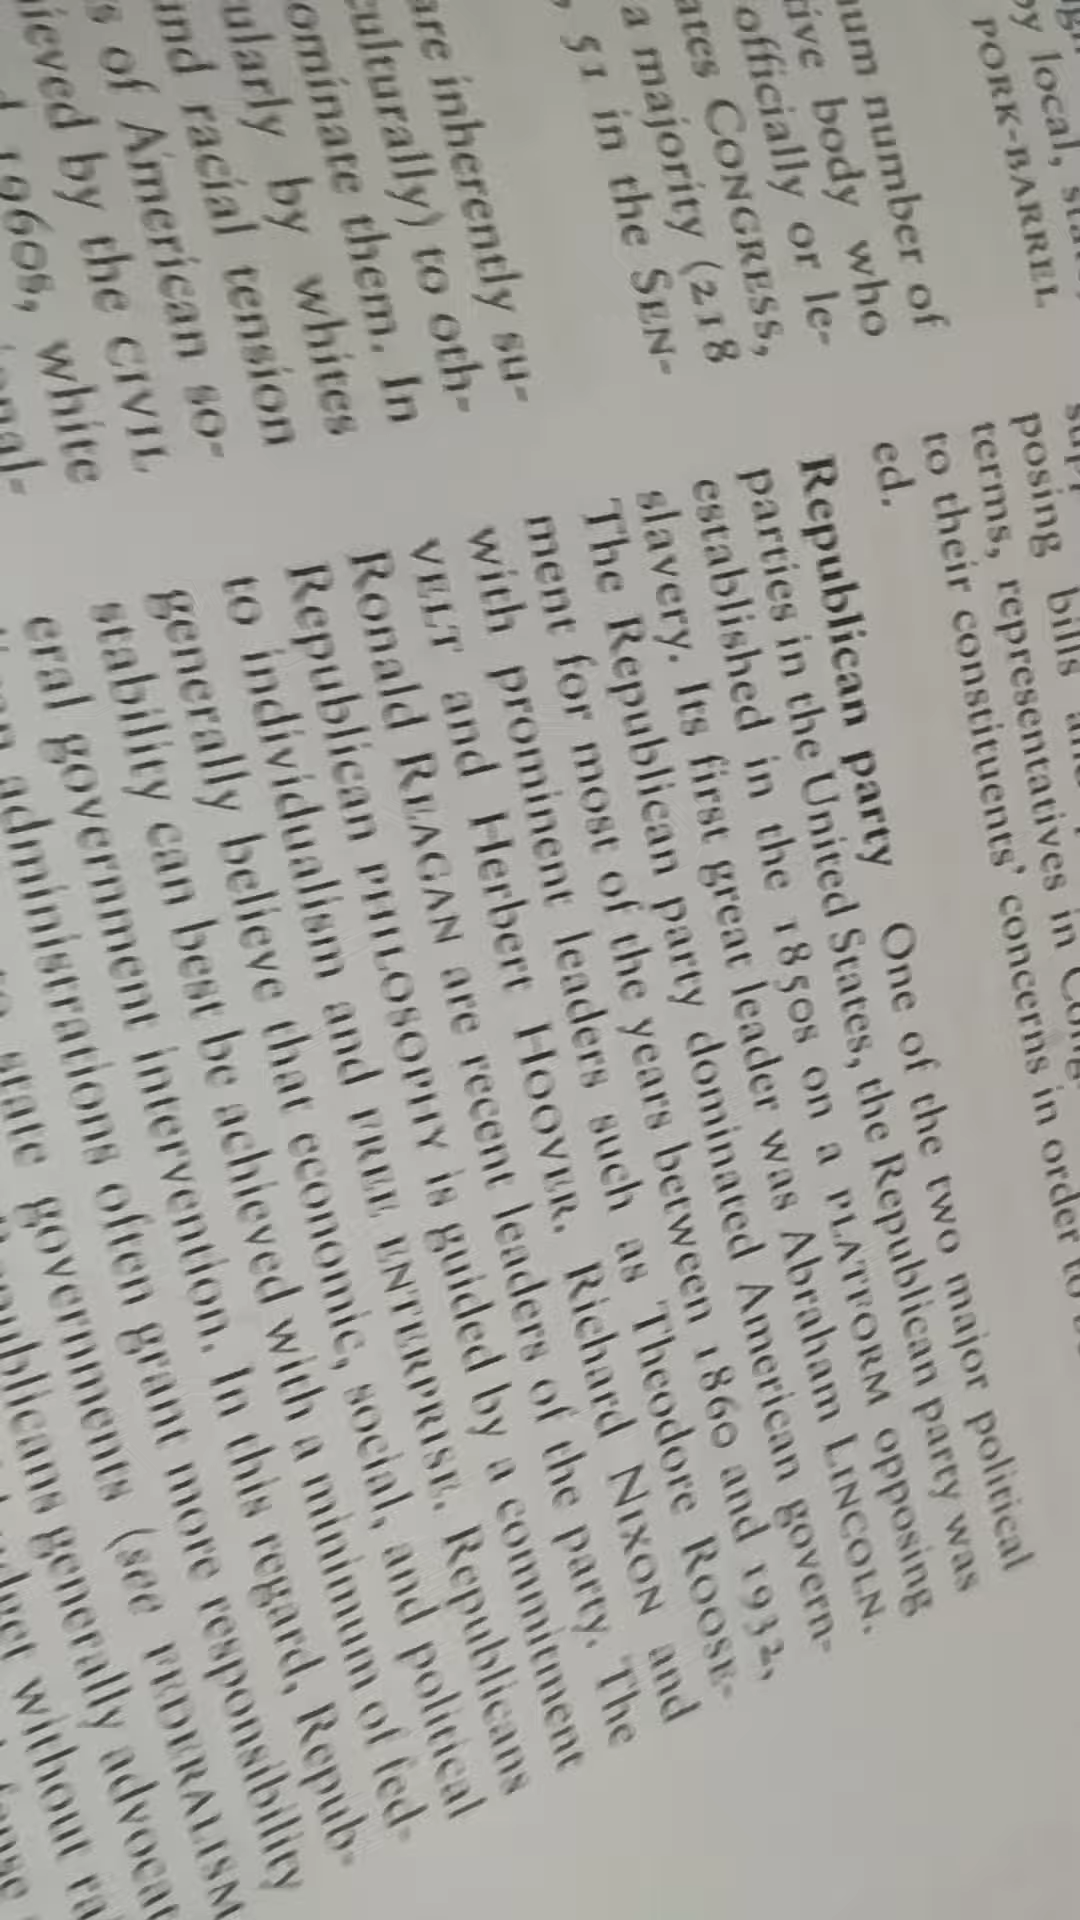 by local, state,
PORK-BARREL
num number of
tive body who
officially or le-
ates CONGRESS,
a majority (218
, 51 in the SEN-
are inherently su-
culturally) to oth-
ominate them. In
ularly by whites
und racial tension
s of American so-
ieved by the CIVIL
1960s, white
posing bills
terms, representatives in
to their constituents' concerns in order to
ed.
Republican party One of the two major political
parties in the United States, the Republican party was
established in the 1850s on a PLATFORM opposing
slavery. Its first great leader was Abraham LINCOLN.
The Republican party dominated American govern-
ment for most of the years between 1860 and 1932,
with prominent leaders such as Theodore ROOSE-
VELT and Herbert HOOVER. Richard NIXON and
Ronald REAGAN are recent leaders of the party. The
Republican PHILOSOPHY is guided by a commitment
to individualism and FREE ENTERPRISE. Republicans
generally believe that economic, social, and political
stability can best be achieved with a minimum of fed-
eral government intervention. In this regard, Repub-
administrations often grant more responsibility
state governments (see FEDERALISM
generally advocat
without